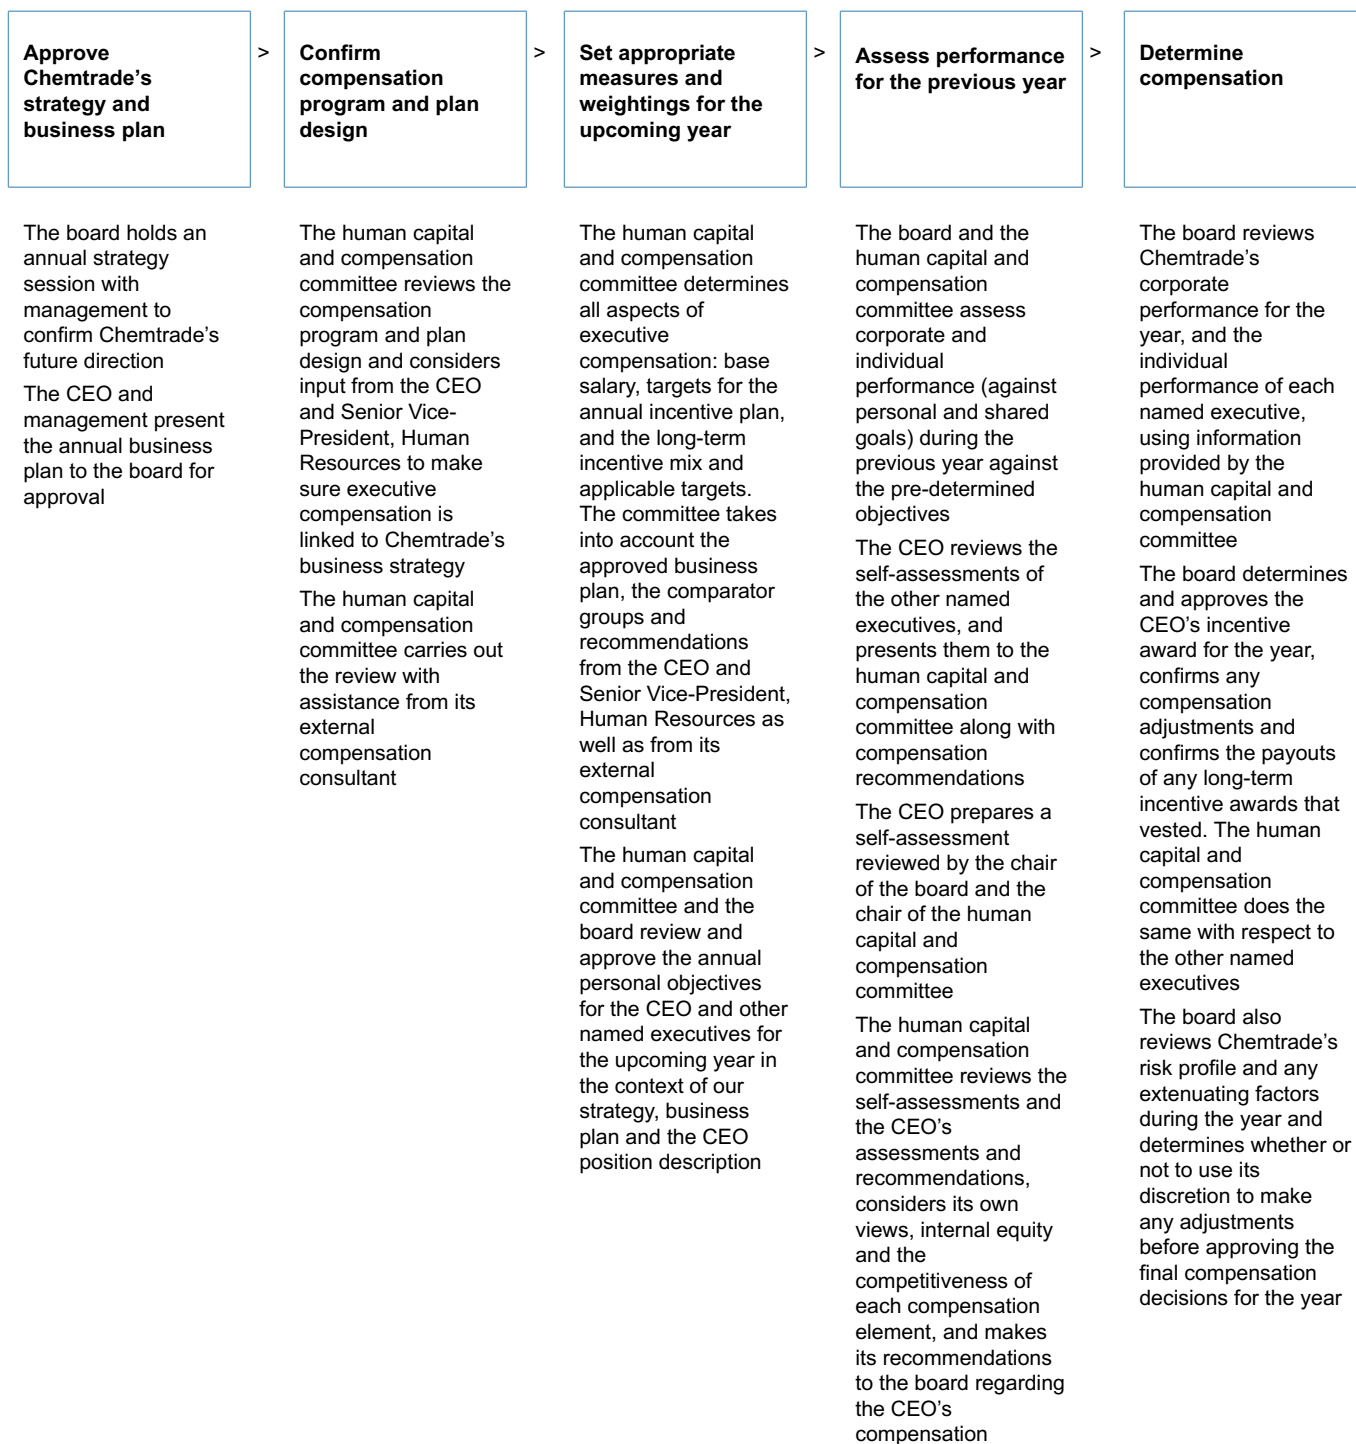 Approve
Chemtrade's
strategy and
business plan
>
Confirm
compensation
program and plan
design
>
Set appropriate
measures and
weightings for the
upcoming year
>
Assess performance
for the previous year
>
Determine
compensation
The board holds an
annual strategy
session with
management to
confirm Chemtrade's
future direction
The CEO and
management present
the annual business
plan to the board for
approval
The human capital
and compensation
committee reviews the
compensation
program and plan
design and considers
input from the CEO
and Senior Vice-
President, Human
Resources to make
sure executive
compensation is
linked to Chemtrade's
business strategy
The human capital
and compensation
committee carries out
the review with
assistance from its
external
compensation
consultant
The human capital
and compensation
committee determines
all aspects of
executive
compensation: base
salary, targets for the
annual incentive plan,
and the long-term
incentive mix and
applicable targets.
The committee takes
into account the
approved business
plan, the comparator
groups and
recommendations
from the CEO and
Senior Vice-President,
Human Resources as
well as from its
external
compensation
consultant
The human capital
and compensation
committee and the
board review and
approve the annual
personal objectives
for the CEO and other
named executives for
the upcoming year in
the context of our
strategy, business
plan and the CEO
position description
The board and the
human capital and
compensation
committee assess
corporate and
individual
performance (against
personal and shared
goals) during the
previous year against
the pre-determined
objectives
The CEO reviews the
self-assessments of
the other named
executives, and
presents them to the
human capital and
compensation
committee along with
compensation
recommendations
The CEO prepares a
self-assessment
reviewed by the chair
of the board and the
chair of the human
capital and
compensation
committee
The human capital
and compensation
committee reviews the
self-assessments and
the CEO's
assessments and
recommendations,
considers its own
views, internal equity
and the
competitiveness of
each compensation
element, and makes
its recommendations
to the board regarding
the CEO's
compensation
The board reviews
Chemtrade's
corporate
performance for the
year, and the
individual
performance of each
named executive,
using information
provided by the
human capital and
compensation
committee
The board determines
and approves the
CEO's incentive
award for the year,
confirms any
compensation
adjustments and
confirms the payouts
of any long-term
incentive awards that
vested. The human
capital and
compensation
committee does the
same with respect to
the other named
executives
The board also
reviews Chemtrade's
risk profile and any
extenuating factors
during the year and
determines whether or
not to use its
discretion to make
any adjustments
before approving the
final compensation
decisions for the year